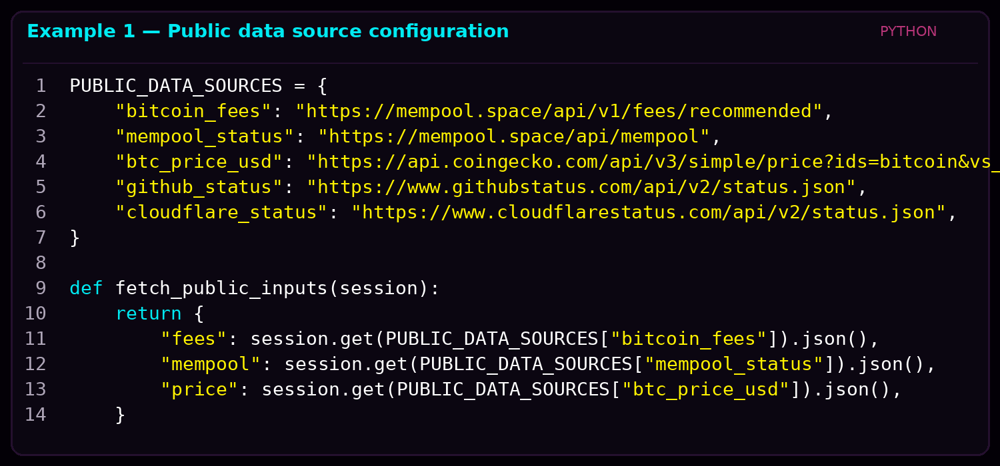 Example 1 — Public data source configuration
PYTHON
1 PUBLIC_DATA_SOURCES = {
2     "bitcoin_fees": "https://mempool.space/api/v1/fees/recommended",
3     "mempool_status": "https://mempool.space/api/mempool",
4     "btc_price_usd": "https://api.coingecko.com/api/v3/simple/price?ids=bitcoin&vs_
5     "github_status": "https://www.githubstatus.com/api/v2/status.json",
6     "cloudflare_status": "https://www.cloudflarestatus.com/api/v2/status.json",
7 }
8
9 def fetch_public_inputs(session):
10     return {
11         "fees": session.get(PUBLIC_DATA_SOURCES["bitcoin_fees"]).json(),
12         "mempool": session.get(PUBLIC_DATA_SOURCES["mempool_status"]).json(),
13         "price": session.get(PUBLIC_DATA_SOURCES["btc_price_usd"]).json(),
14     }